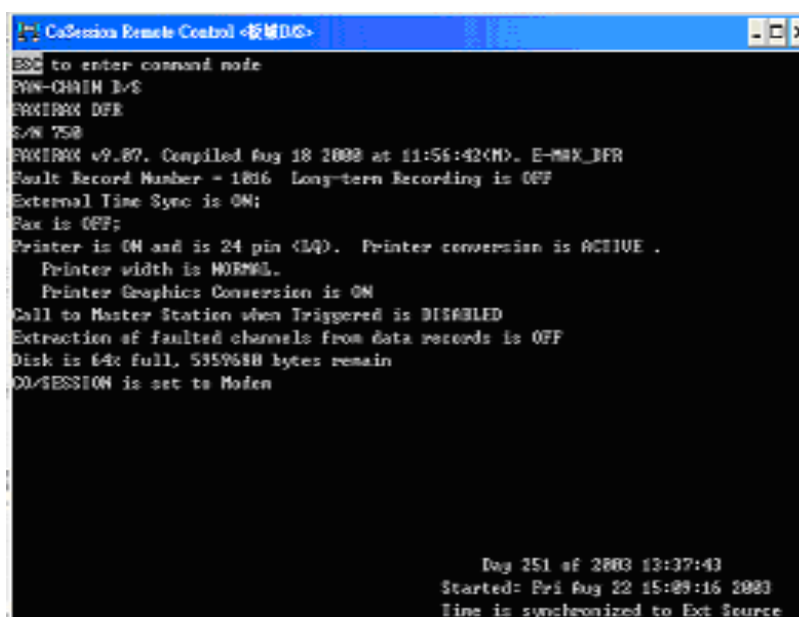 CoSession Remote Control <板城D/S>
ESC to enter command mode
PAN-CHAIN D/S
FAXTRAX DFR
S/N 750
FAXTRAX v9.07. Compiled Aug 18 2000 at 11:56:42(M). E-MAX_DFR
Fault Record Number = 1016 Long-term Recording is OFF
External Time Sync is ON;
Fax is OFF;
Printer is ON and is 24 pin (LQ). Printer conversion is ACTIVE .
Printer width is NORMAL.
Printer Graphics Conversion is ON
Call to Master Station when Triggered is DISABLED
Extraction of faulted channels from data records is OFF
Disk is 64% full, 5959680 bytes remain
CO/SESSION is set to Modem
Day 251 of 2003 13:37:43
Started: Fri Aug 22 15:09:16 2003
Time is synchronized to Ext Source